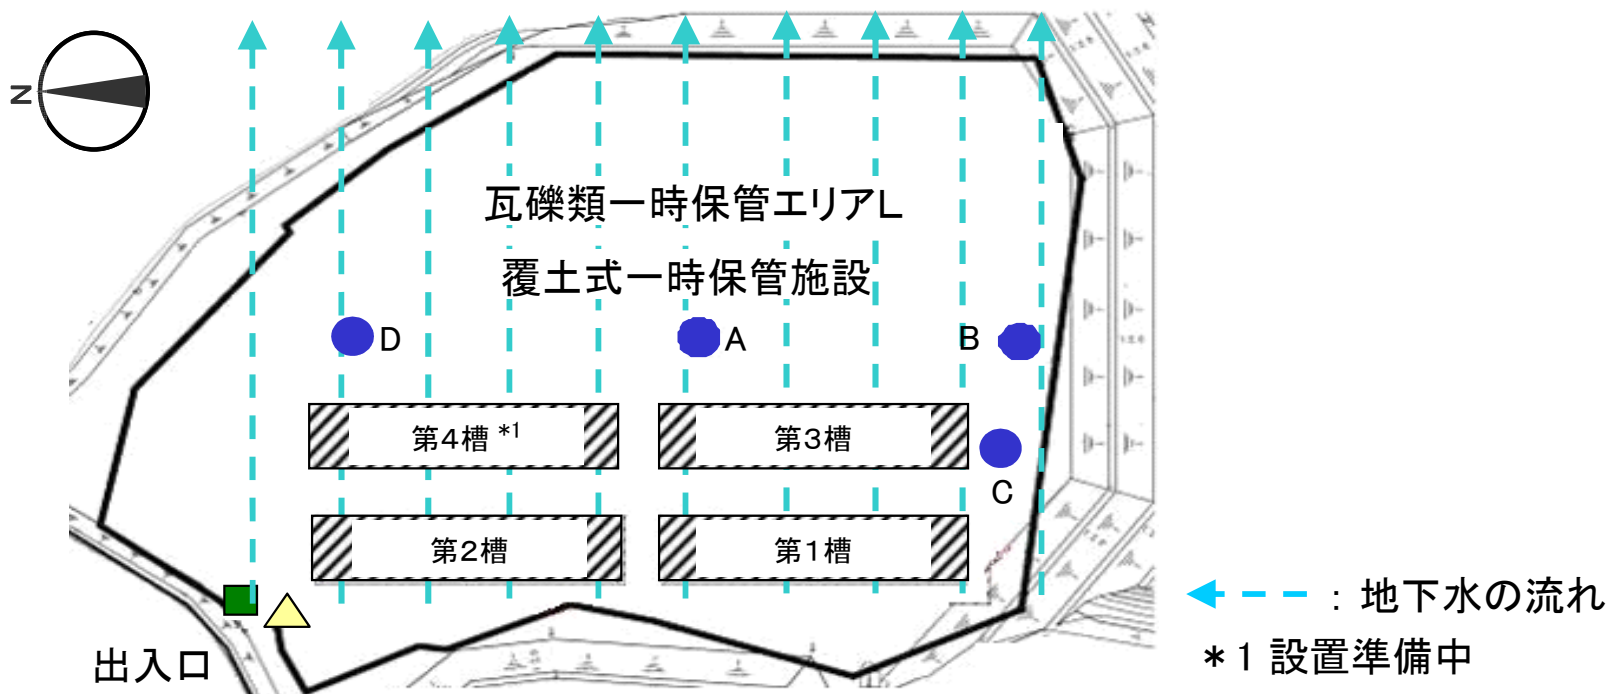 N
瓦礫類一時保管エリアL
覆土式一時保管施設
D
A
B
第4槽 *1
第3槽
C
第2槽
第1槽
出入口
：地下水の流れ
*1 設置準備中